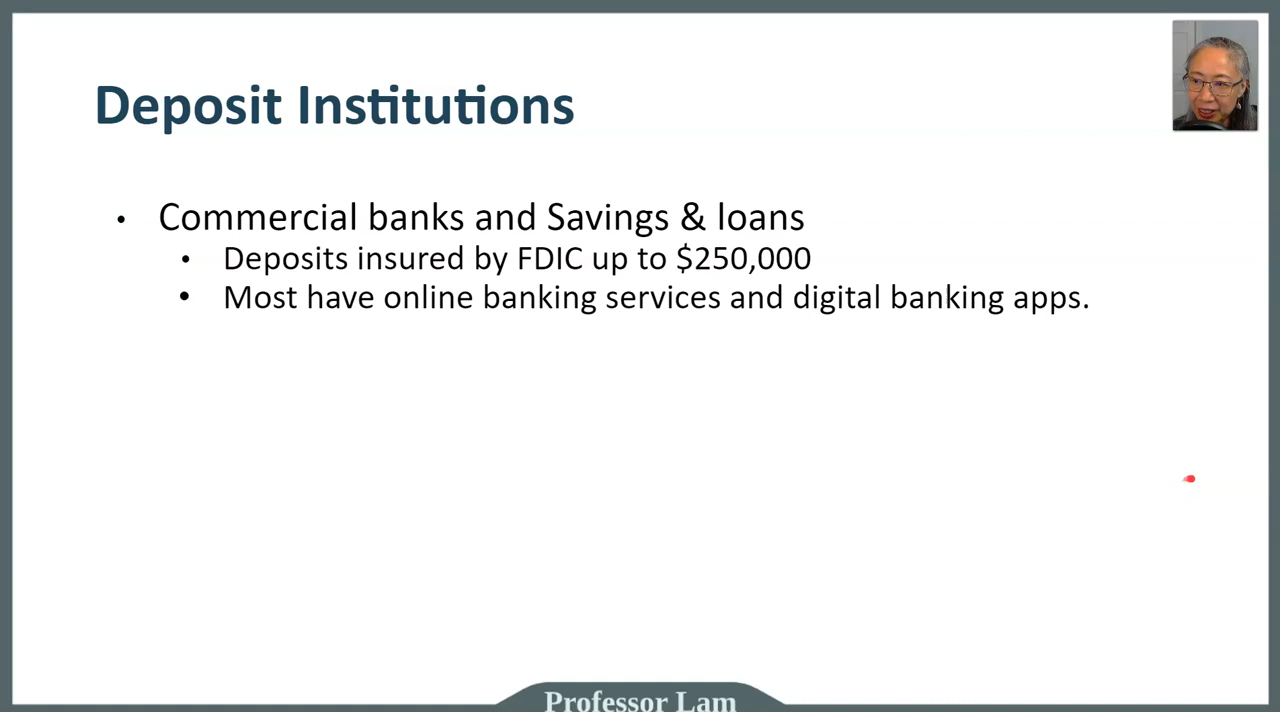 Deposit Institutions
• Commercial banks and Savings & loans
• Deposits insured by FDIC up to $250,000
• Most have online banking services and digital banking apps.
Professor Lam